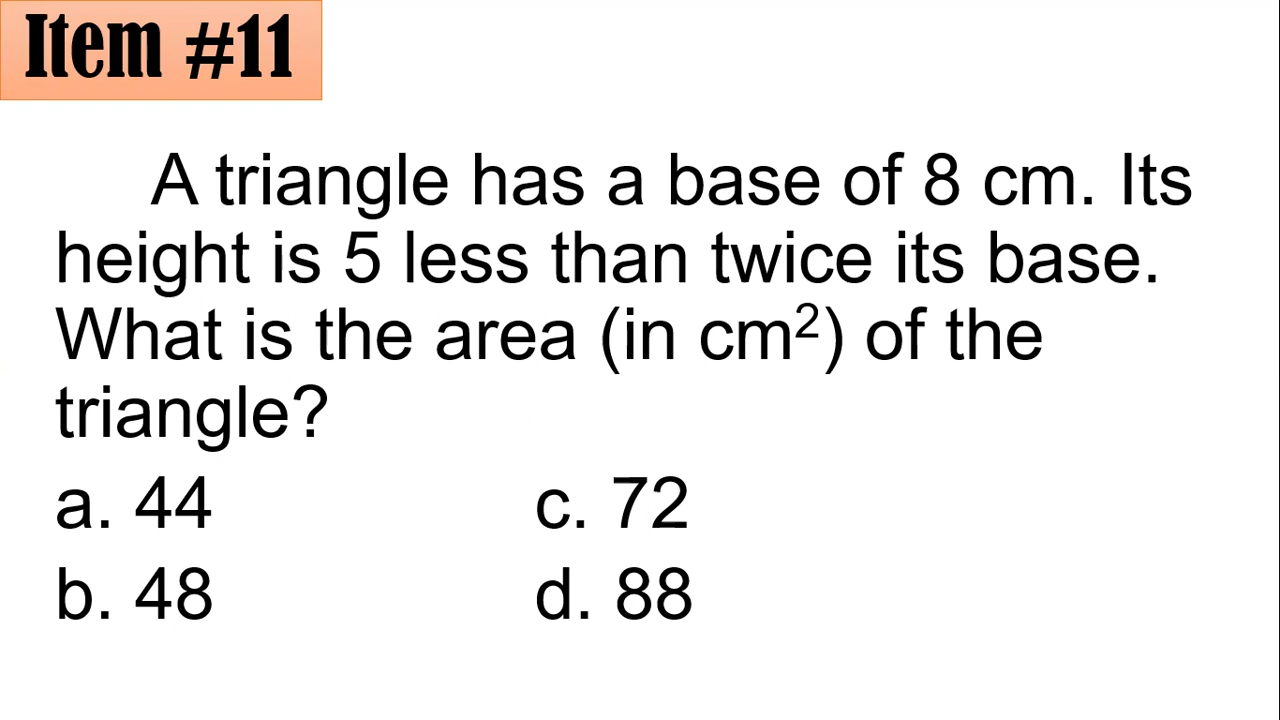 Item #11
A triangle has a base of 8 cm. Its
height is 5 less than twice its base.
What is the area (in cm²) of the
triangle?
a. 44 c. 72
b. 48 d. 88